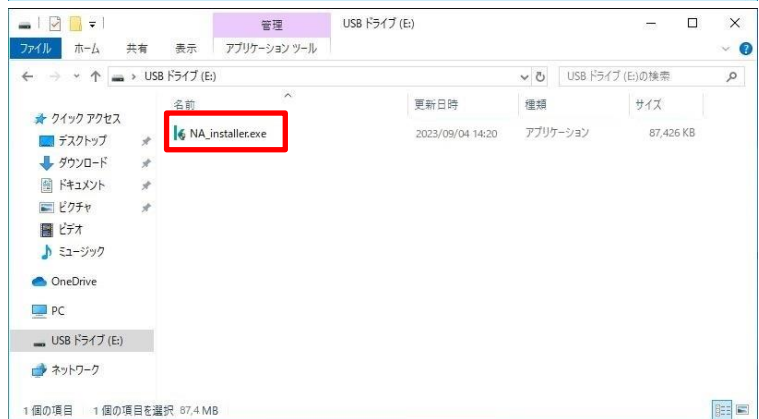 管理
USB ドライブ (E:)
ファイル ホーム 共有 表示 アプリケーション ツール
USB ドライブ (E:)
USB ドライブ (E:)の検索
名前 更新日時 種類 サイズ
NA_installer.exe 2023/09/04 14:20 アプリケーション 87,426 KB
クイック アクセス
デスクトップ
ダウンロード
ドキュメント
ピクチャ
ビデオ
ミュージック
OneDrive
PC
USB ドライブ (E:)
ネットワーク
1 個の項目 1 個の項目を選択 87.4 MB